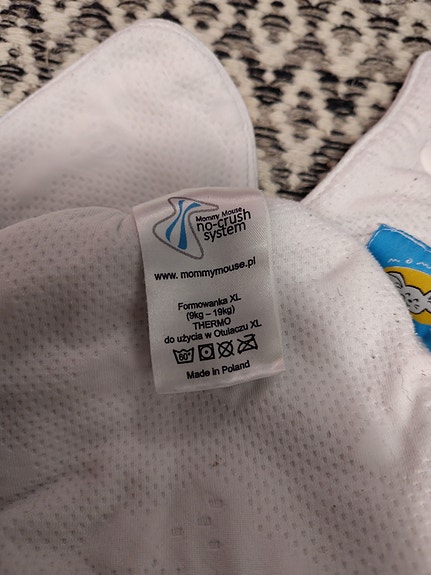 Mommy Mouse
no-crush
system
www. mommymouse.pl
Formowanka XL
(9kg – 19kg)
THERMO
do użycia w Otulaczu XL
60°
Made in Poland